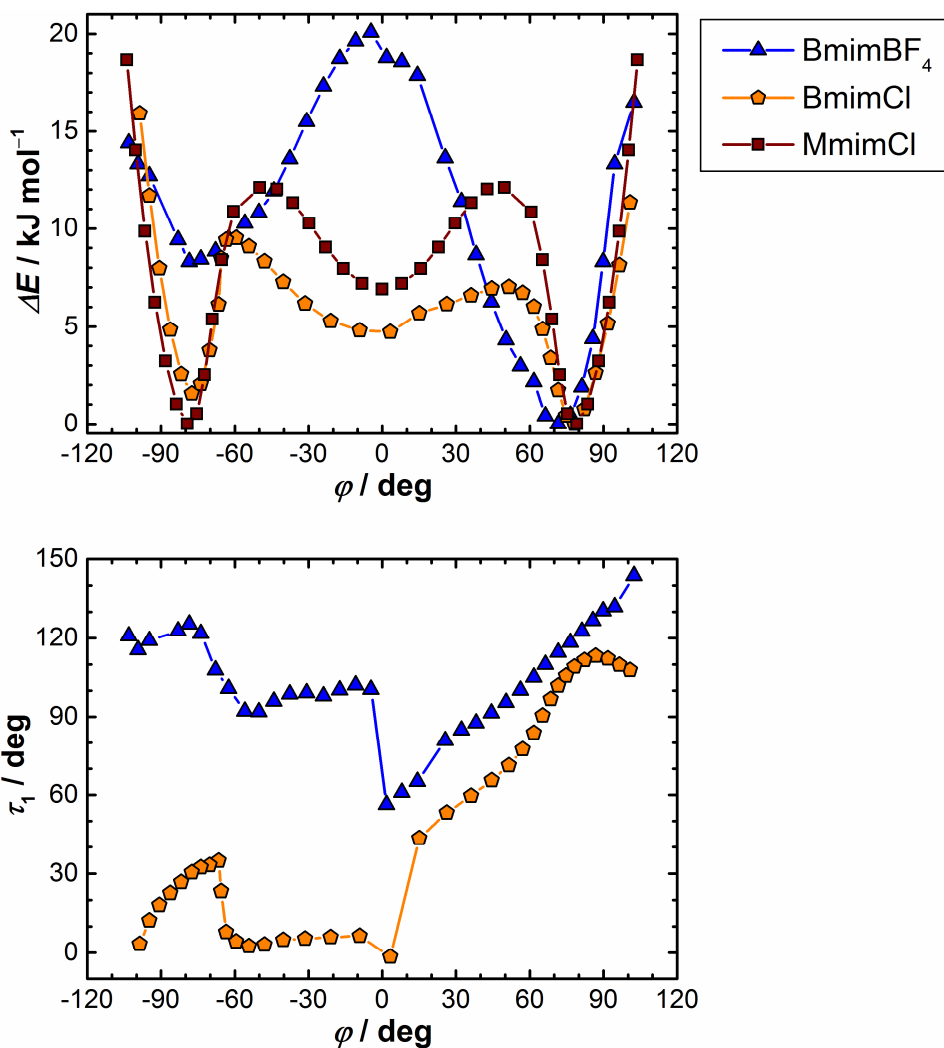 20
15
10
5
0
ΔE / kJ mol⁻¹
-120 -90 -60 -30 0 30 60 90 120
φ / deg
BmimBF₄
BmimCl
MmimCl
150
120
90
60
30
0
τ₁ / deg
-120 -90 -60 -30 0 30 60 90 120
φ / deg